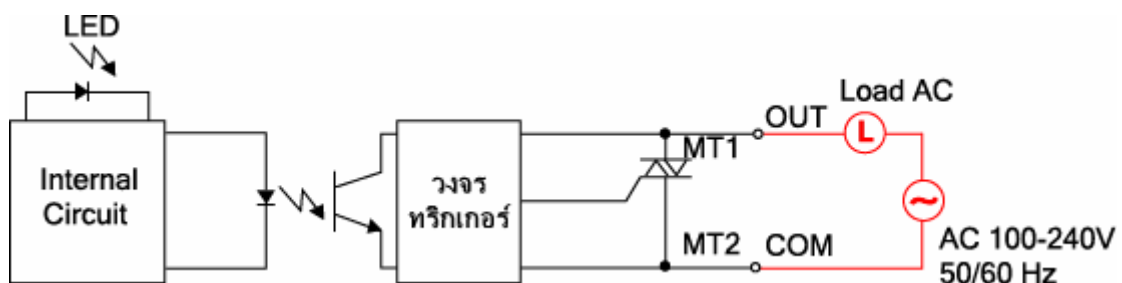 LED
Internal
Circuit
วงจร
ทริกเกอร์
MT1
MT2
OUT
COM
Load AC
L
AC 100-240V
50/60 Hz